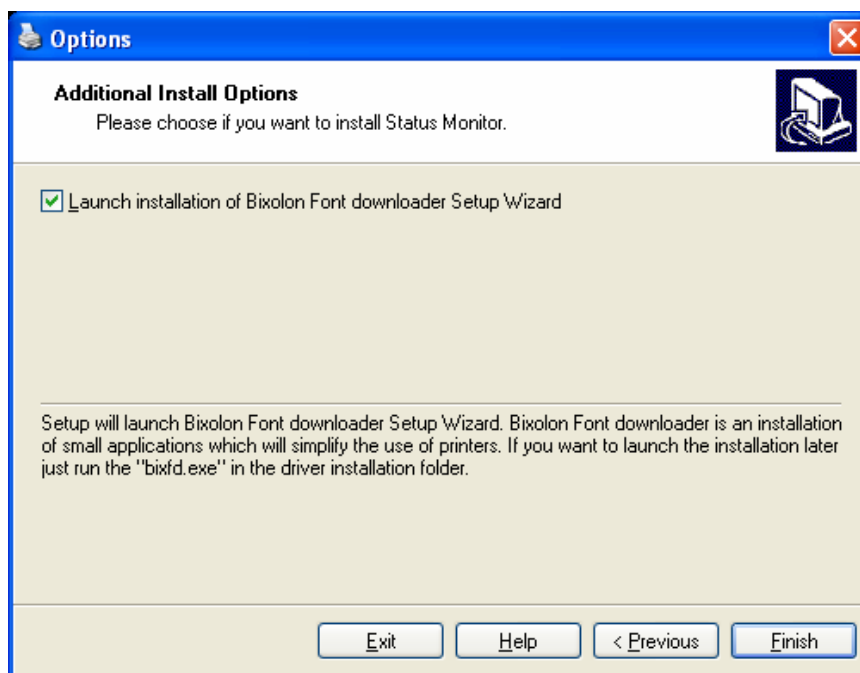 Options
Additional Install Options
Please choose if you want to install Status Monitor.
Launch installation of Bixolon Font downloader Setup Wizard
Setup will launch Bixolon Font downloader Setup Wizard. Bixolon Font downloader is an installation
of small applications which will simplify the use of printers. If you want to launch the installation later
just run the "bixfd.exe" in the driver installation folder.
Exit Help < Previous Finish